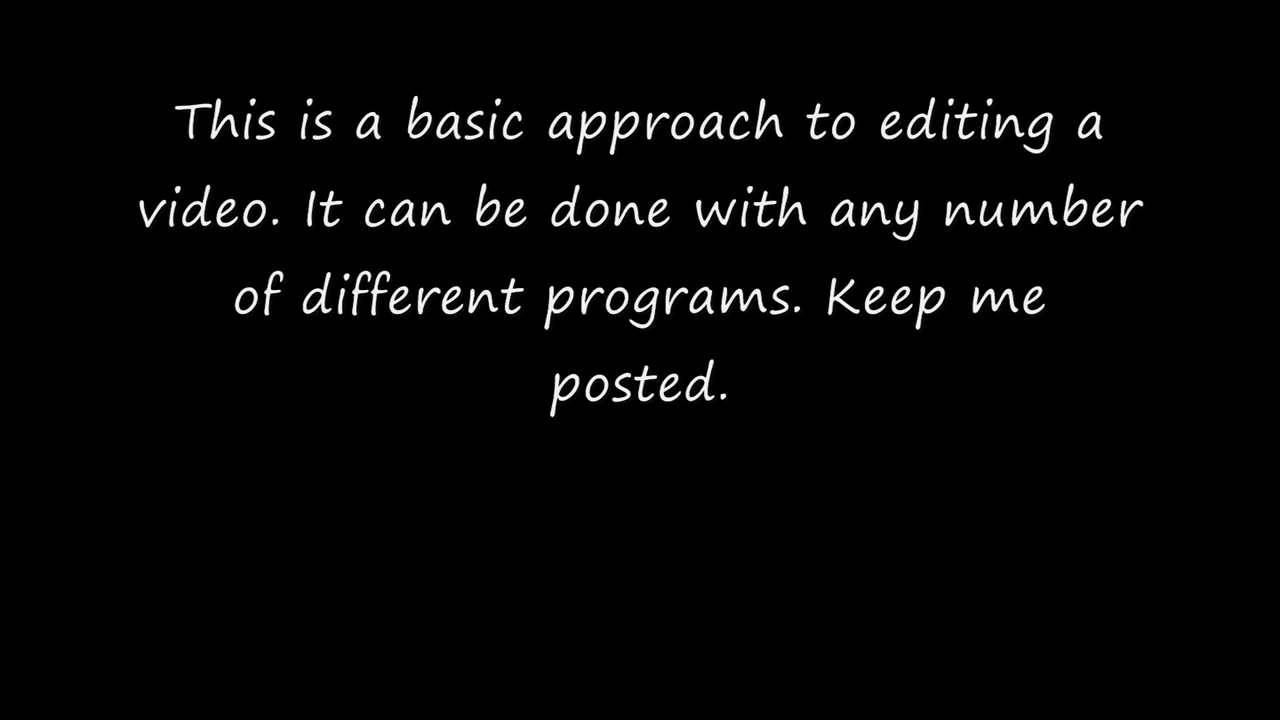 This is a basic approach to editing a
video. It can be done with any number
of different programs. Keep me
posted.